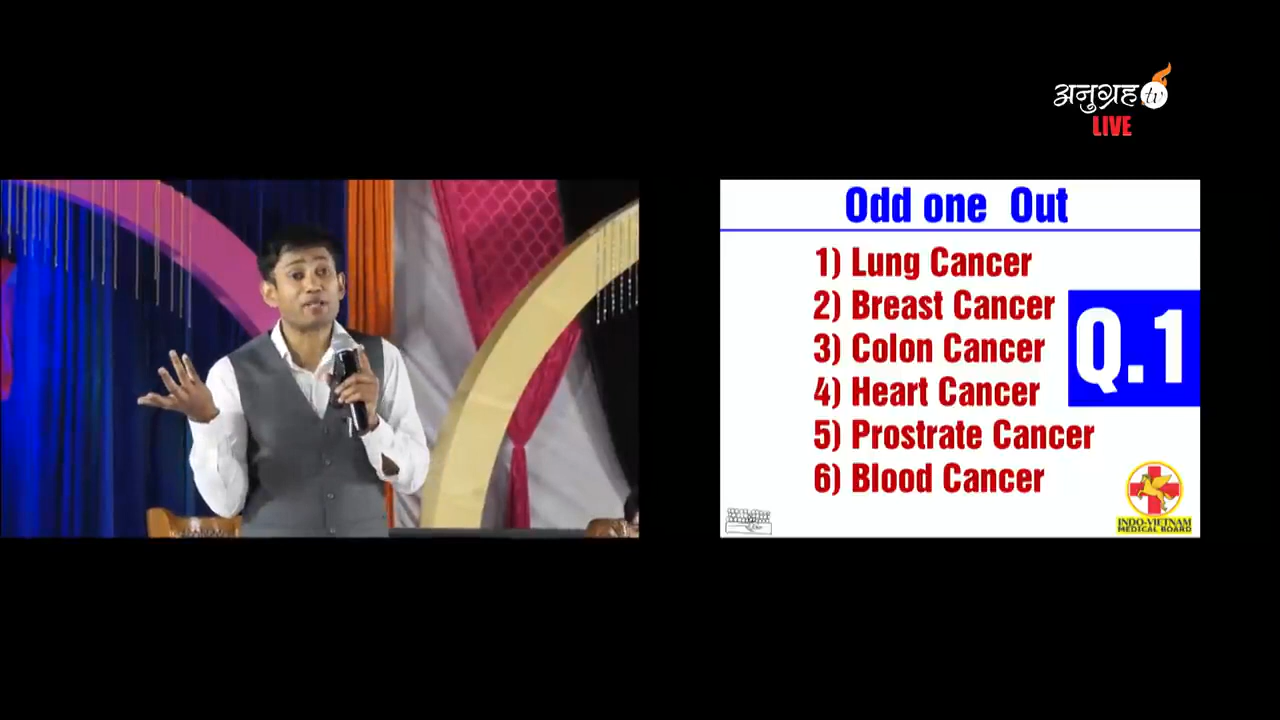 अनुग्रह tv
LIVE
Odd one Out
1) Lung Cancer
2) Breast Cancer
3) Colon Cancer
4) Heart Cancer
5) Prostrate Cancer
6) Blood Cancer
Q.1
INDO-VIETNAM
MEDICAL BOARD